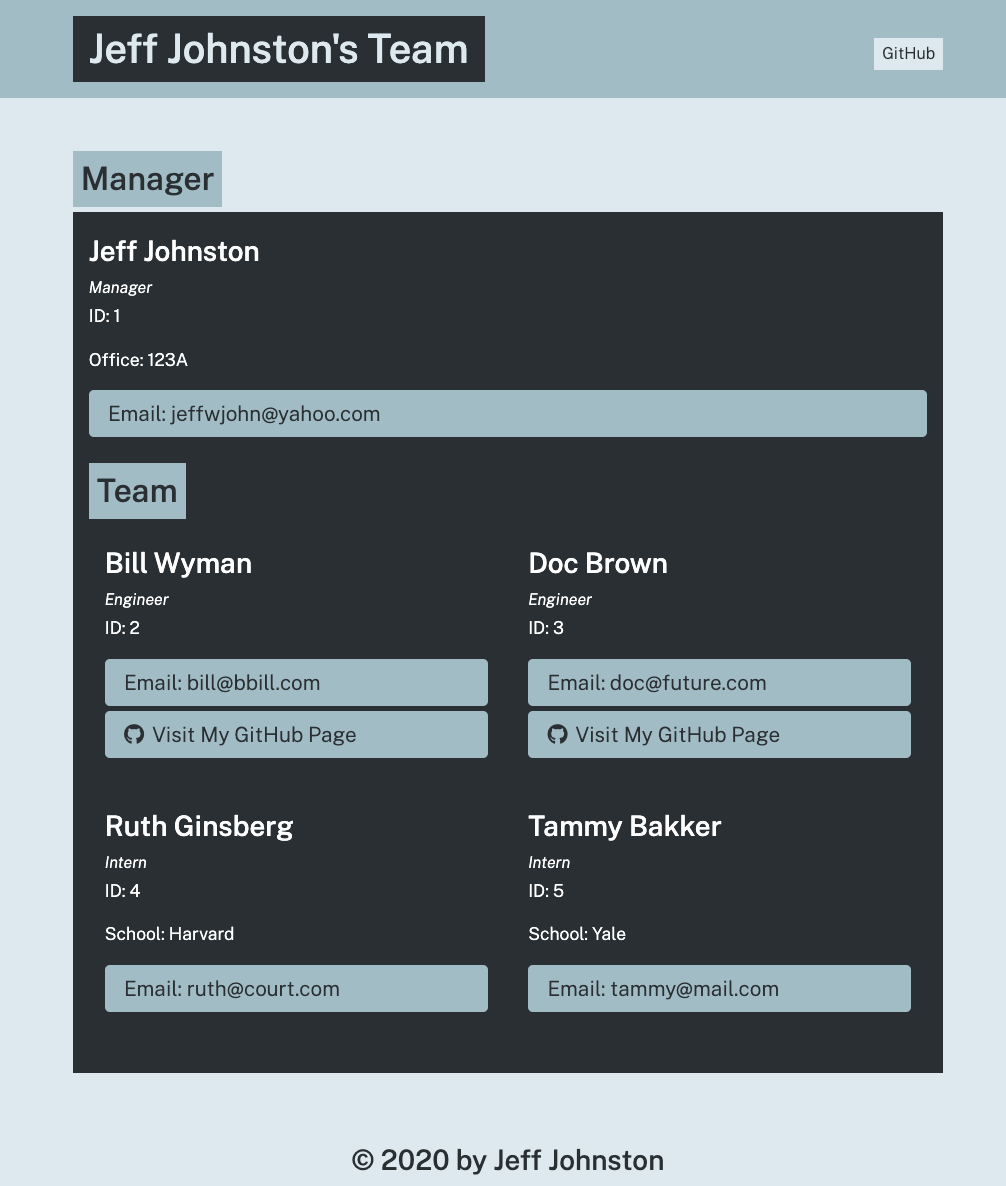 Jeff Johnston's Team
GitHub
Manager
Jeff Johnston
Manager
ID: 1
Office: 123A
Email: jeffwjohn@yahoo.com
Team
Bill Wyman
Engineer
ID: 2
Email: bill@bbill.com
Visit My GitHub Page
Doc Brown
Engineer
ID: 3
Email: doc@future.com
Visit My GitHub Page
Ruth Ginsberg
Intern
ID: 4
School: Harvard
Email: ruth@court.com
Tammy Bakker
Intern
ID: 5
School: Yale
Email: tammy@mail.com
© 2020 by Jeff Johnston